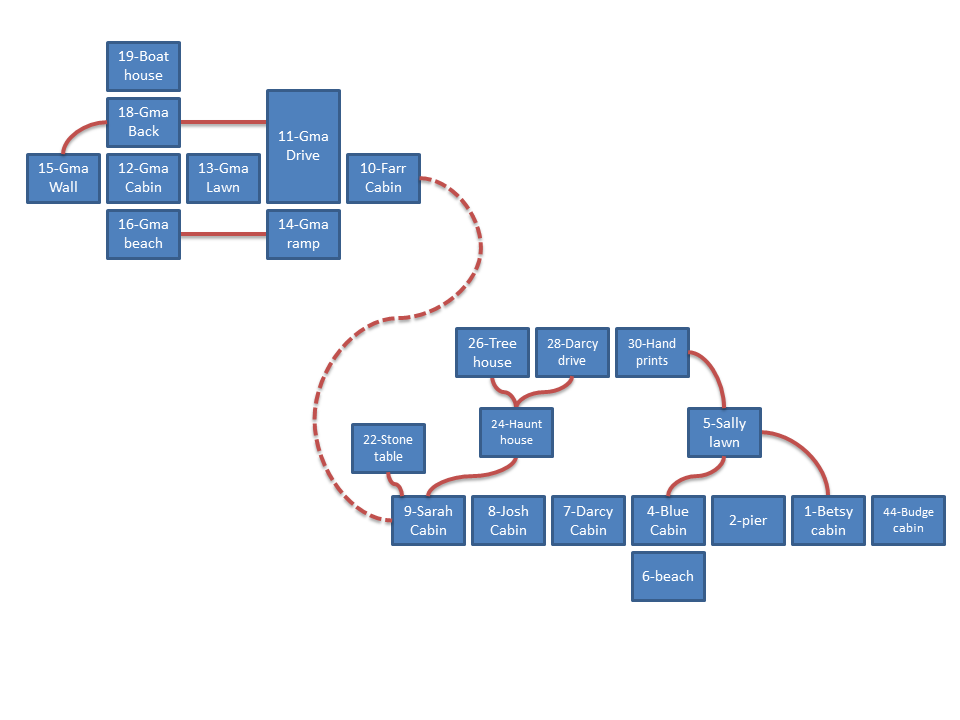 19-Boat
house
18-Gma
Back
11-Gma
Drive
15-Gma
Wall
12-Gma
Cabin
13-Gma
Lawn
10-Farr
Cabin
16-Gma
beach
14-Gma
ramp
26-Tree
house
28-Darcy
drive
30-Hand
prints
22-Stone
table
24-Haunt
house
5-Sally
lawn
9-Sarah
Cabin
8-Josh
Cabin
7-Darcy
Cabin
4-Blue
Cabin
2-pier
1-Betsy
cabin
44-Budge
cabin
6-beach